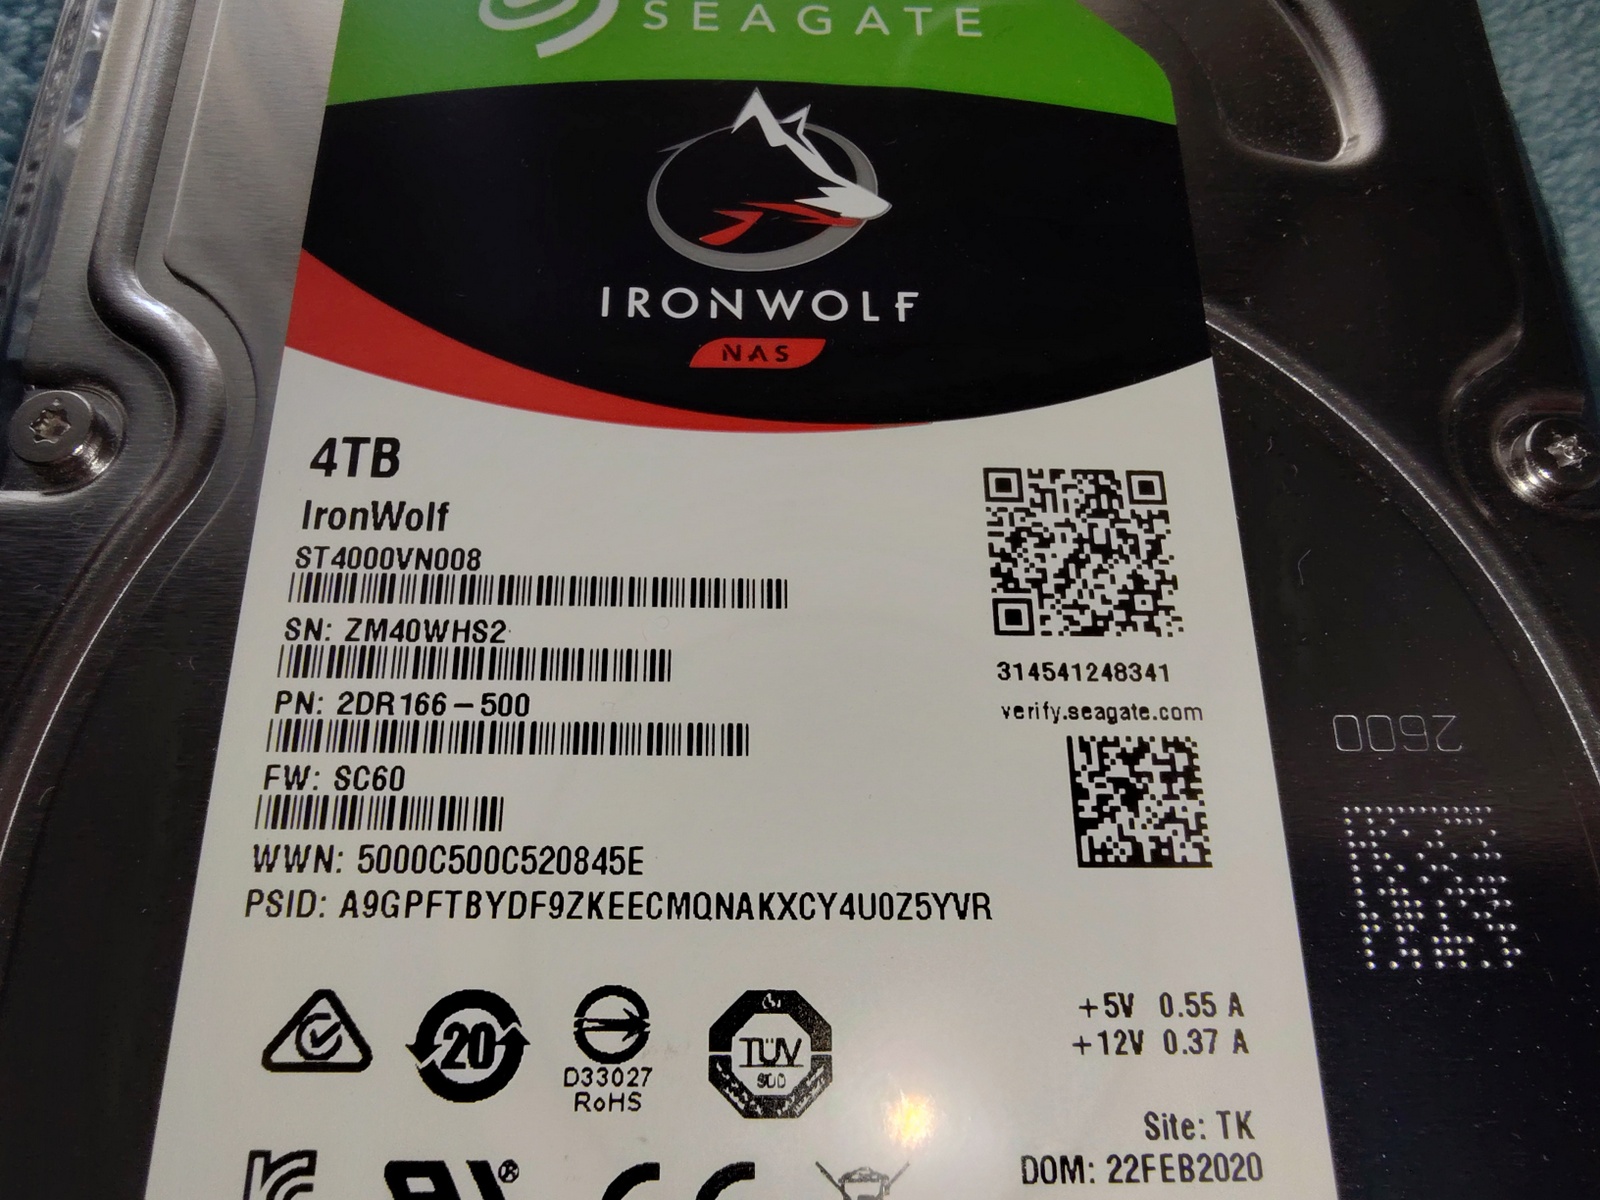 SEAGATE
IRONWOLF
NAS
4TB
IronWolf
ST4000VN008
SN: ZM40WHS2
PN: 2DR166-500
FW: SC60
WWN: 5000C500C520845E
PSID: A9GPFTBYDF9ZKEECMQNAKXCY4U0Z5YVR
314541248341
verify.seagate.com
2600
20
D33027
RoHS
TÜV
SÜD
+5V 0.55 A
+12V 0.37 A
Site: TK
DOM: 22FEB2020